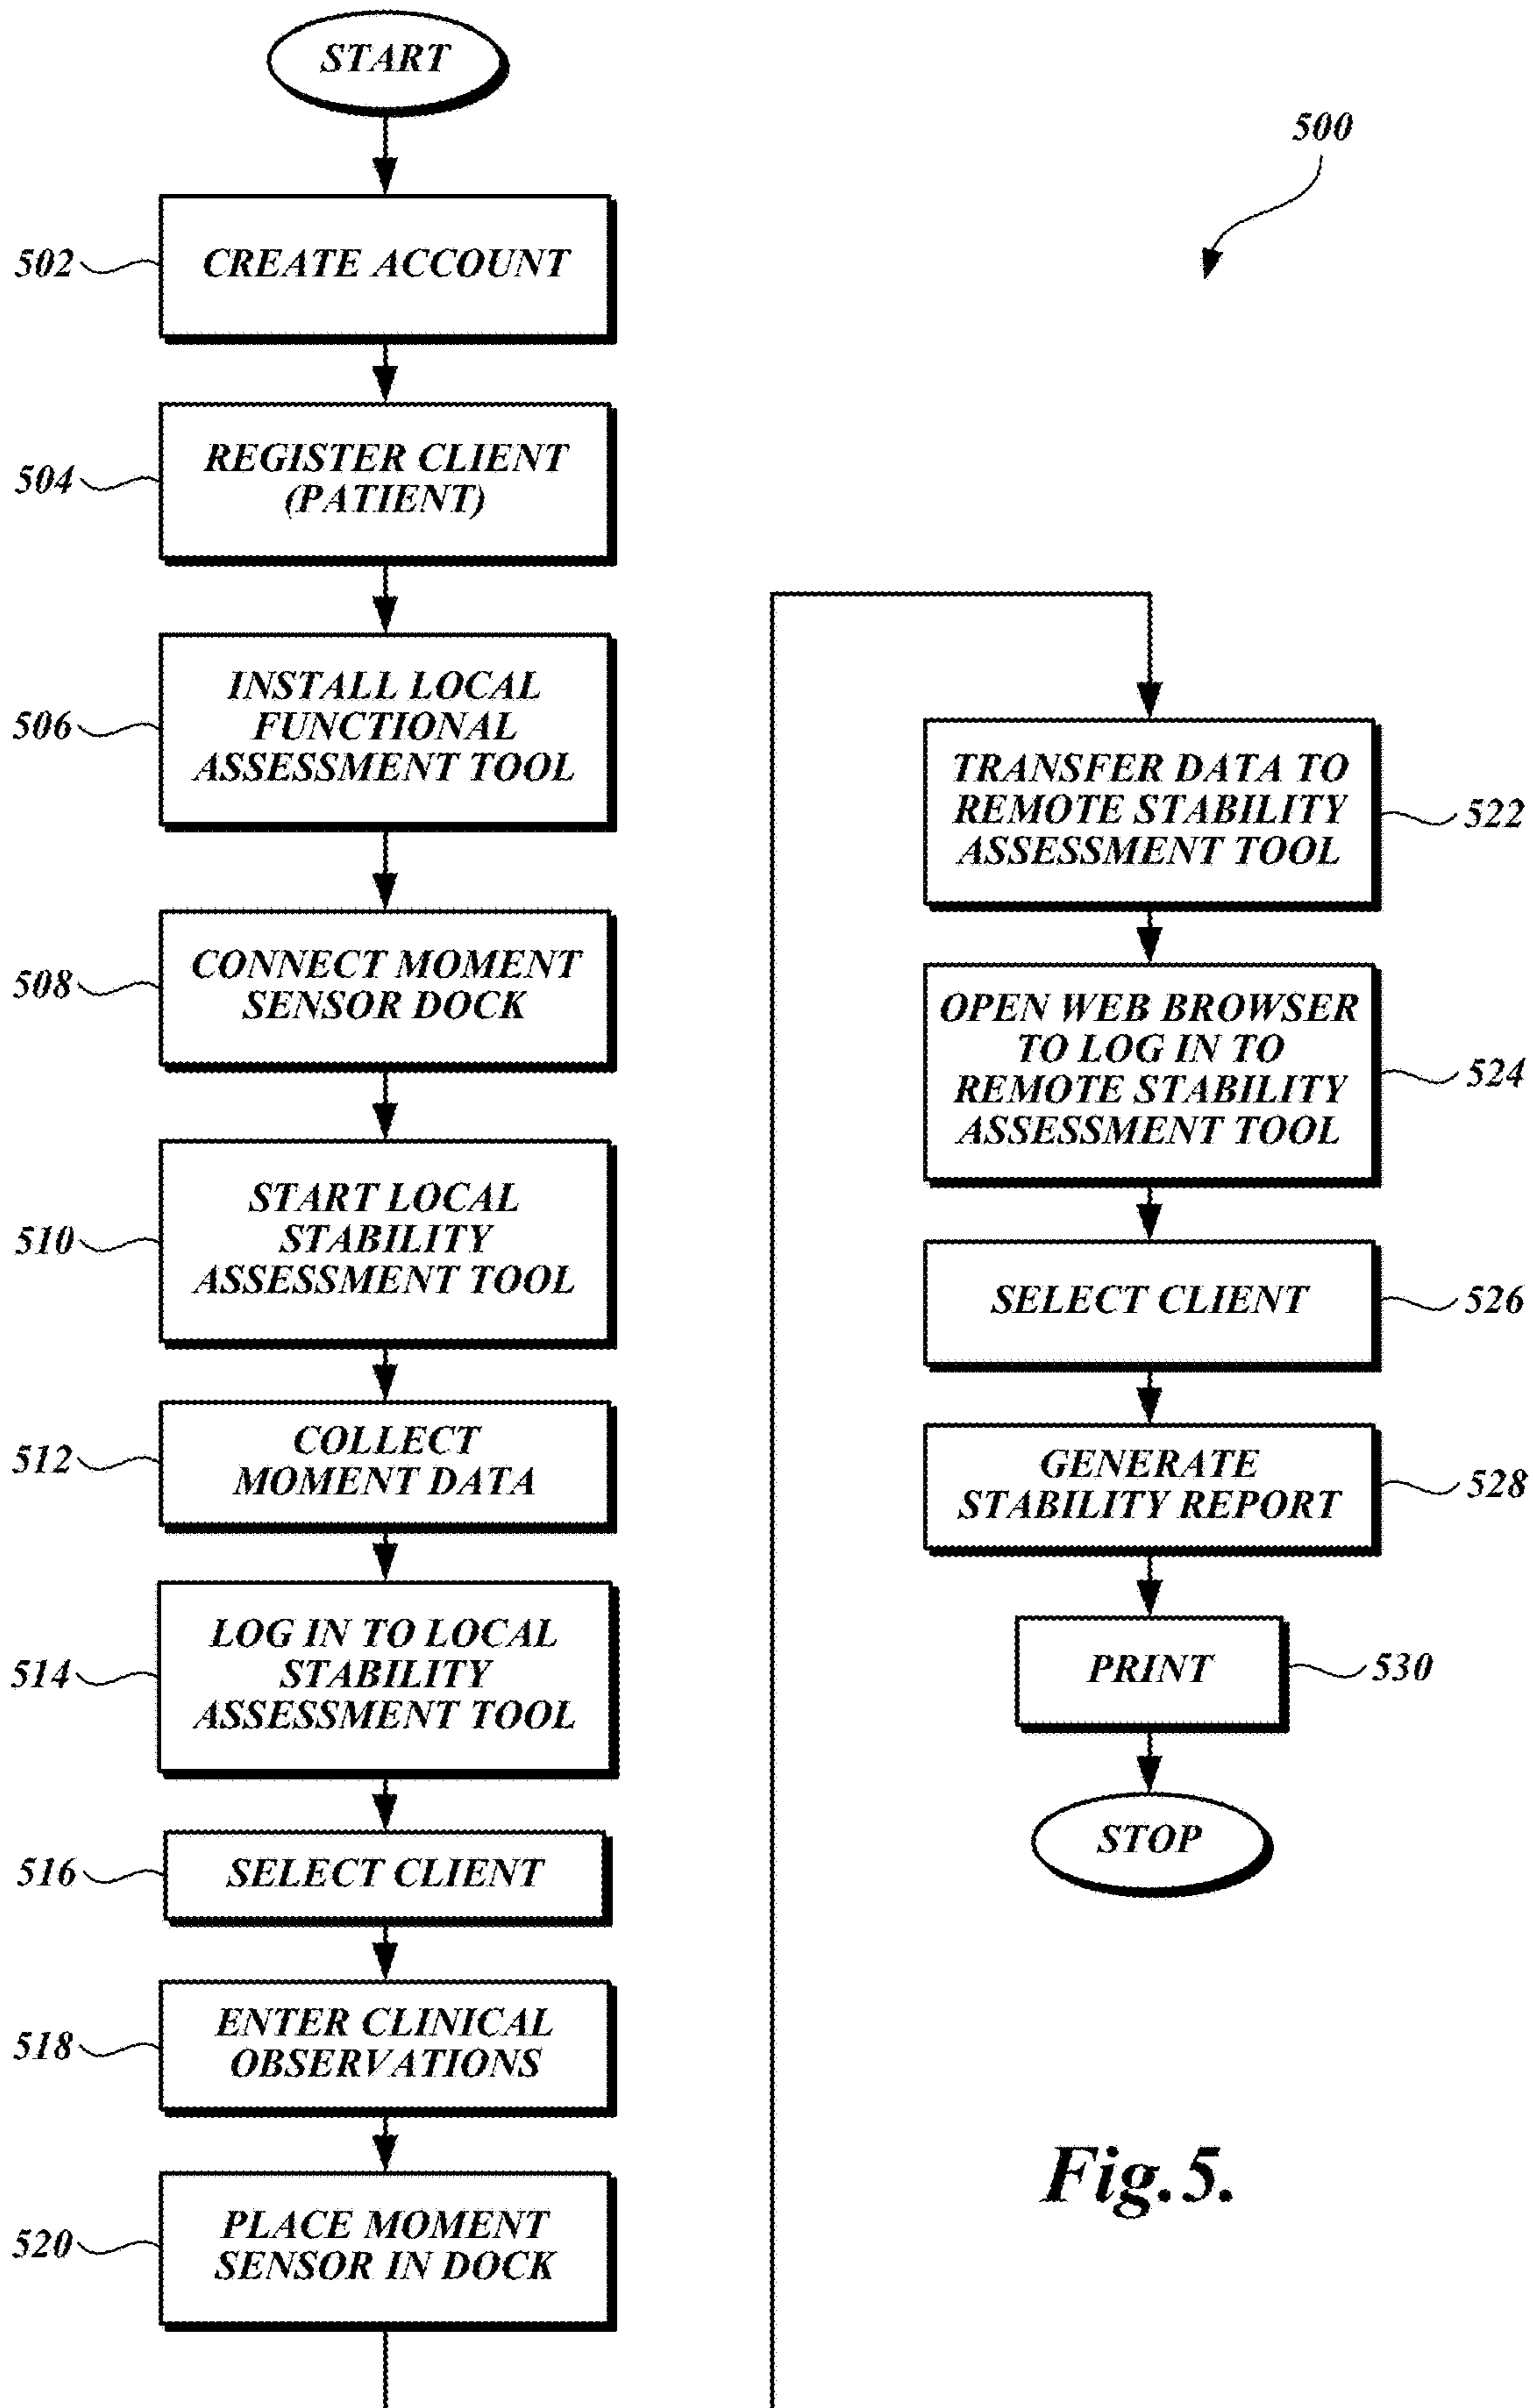 START
500
502
CREATE ACCOUNT
504
REGISTER CLIENT
(PATIENT)
506
INSTALL LOCAL
FUNCTIONAL
ASSESSMENT TOOL
508
CONNECT MOMENT
SENSOR DOCK
510
START LOCAL
STABILITY
ASSESSMENT TOOL
512
COLLECT
MOMENT DATA
514
LOG IN TO LOCAL
STABILITY
ASSESSMENT TOOL
516
SELECT CLIENT
518
ENTER CLINICAL
OBSERVATIONS
520
PLACE MOMENT
SENSOR IN DOCK
TRANSFER DATA TO
REMOTE STABILITY
ASSESSMENT TOOL
522
OPEN WEB BROWSER
TO LOG IN TO
REMOTE STABILITY
ASSESSMENT TOOL
524
SELECT CLIENT
526
GENERATE
STABILITY REPORT
528
PRINT
530
STOP
Fig.5.